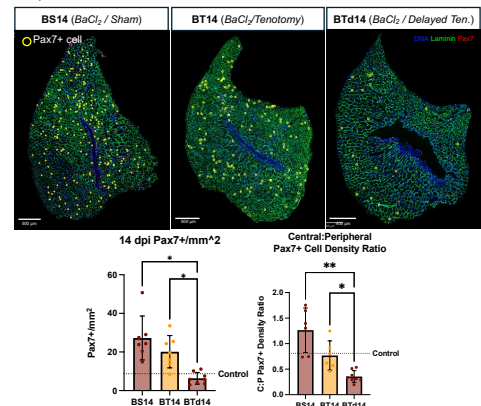 BS14 (BaCl₂ / Sham)
BT14 (BaCl₂/Tenotomy)
BTd14 (BaCl₂ / Delayed Ten.)
Pax7+ cell
DNA Laminin Pax7
500 μm
500 μm
14 dpi Pax7+/mm^2
Central:Peripheral
Pax7+ Cell Density Ratio
*
*
**
*
Pax7+/mm²
60
40
20
0
Control
BS14 BT14 BTd14
C:P Pax7+ Density Ratio
2.0
1.5
1.0
0.5
0.0
Control
BS14 BT14 BTd14